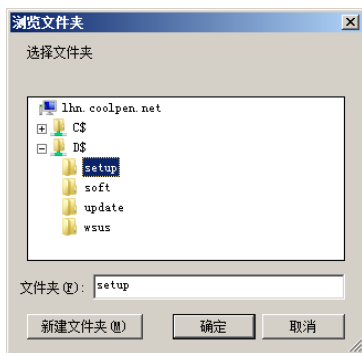 浏览文件夹
选择文件夹
lhn.coolpen.net
C$
D$
setup
soft
update
wsus
文件夹(F): setup
新建文件夹(M) 确定 取消